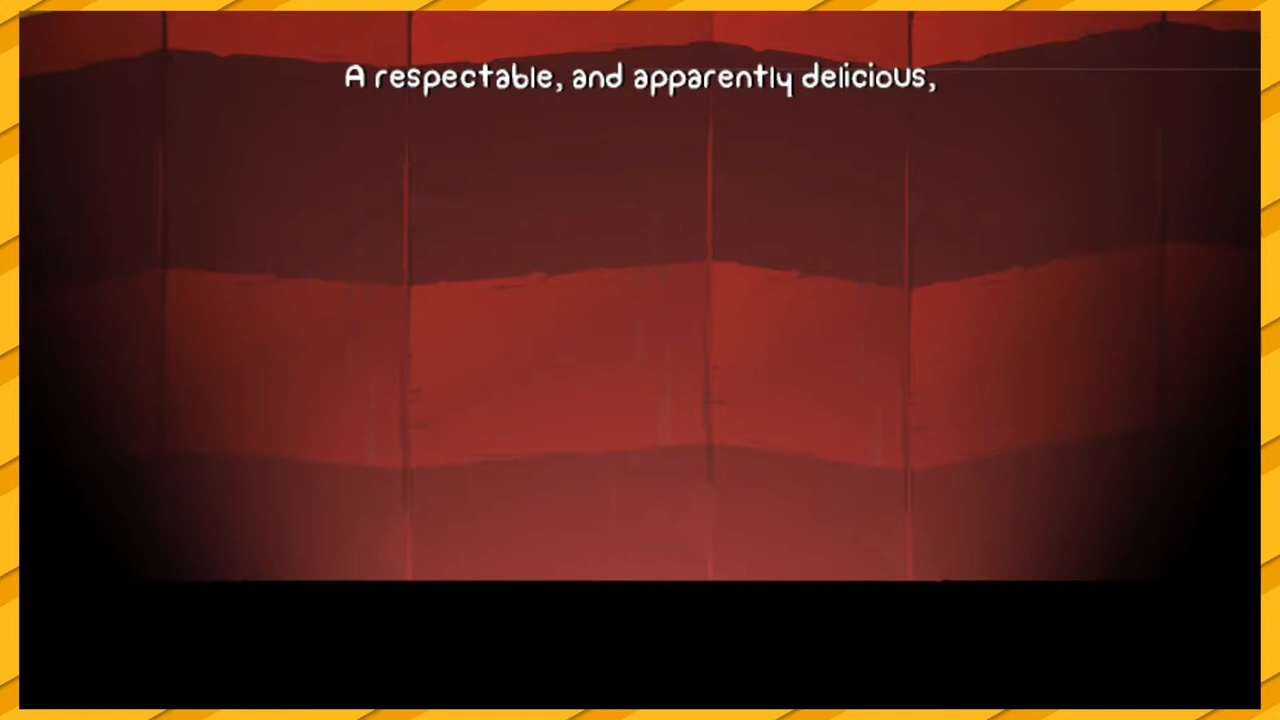 A respectable, and apparently delicious,